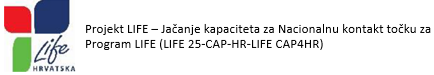 Life
HRVATSKA
Projekt LIFE – Jačanje kapaciteta za Nacionalnu kontakt točku za
Program LIFE (LIFE 25-CAP-HR-LIFE CAP4HR)